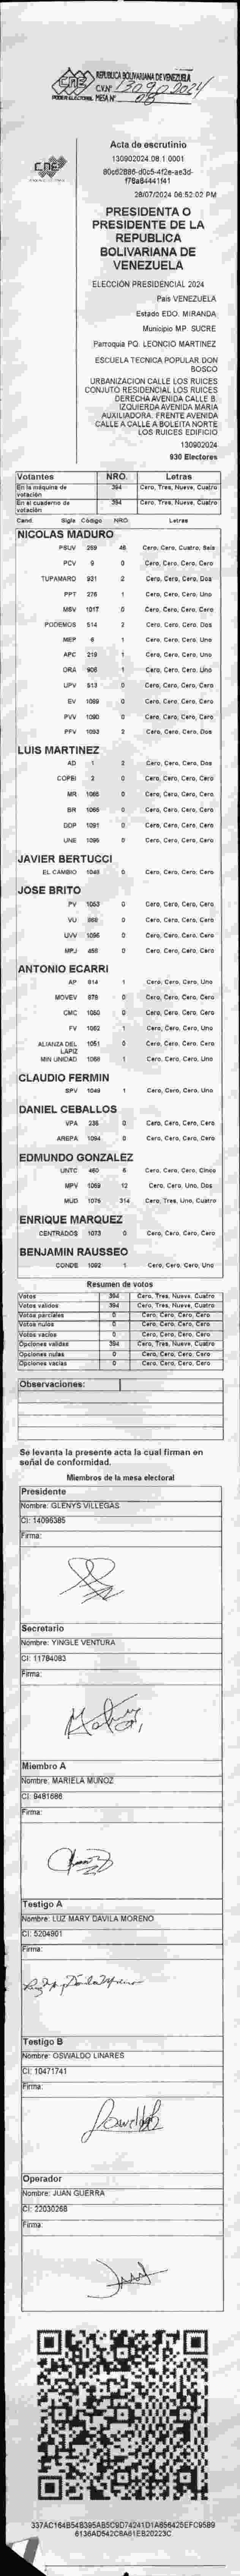 REPUBLICA BOLIVARIANA DE VENEZUELA
C.V.Nº 130902024
PODER ELECTORAL MESA Nº 08
CNE
Acta de escrutinio
130902024.08.1.0001
28/07/2024 06:52:02 PM
PRESIDENTA O
PRESIDENTE DE LA
REPUBLICA
BOLIVARIANA DE
VENEZUELA
ELECCIÓN PRESIDENCIAL 2024
País VENEZUELA
Estado EDO. MIRANDA
Municipio MP. SUCRE
Parroquia PQ. LEONCIO MARTINEZ
ESCUELA TECNICA POPULAR DON
BOSCO
URBANIZACION CALLE LOS RUICES
CONJUTO RESIDENCIAL LOS RUICES
DERECHA AVENIDA CALLE B.
IZQUIERDA AVENIDA MARIA
AUXILIADORA. FRENTE AVENIDA
CALLE A CALLE A BOLEITA NORTE
LOS RUICES EDIFICIO
130902024
930 Electores
Votantes NRO. Letras
En la máquina de votación 394 Cero, Tres, Nueve, Cuatro
En el cuaderno de votación 394 Cero, Tres, Nueve, Cuatro
Cand. Sigla Código NRO. Letras
NICOLAS MADURO
PSUV 259 46 Cero, Cero, Cuatro, Seis
PCV 9 0 Cero, Cero, Cero, Cero
TUPAMARO 931 2 Cero, Cero, Cero, Dos
PPT 276 1 Cero, Cero, Cero, Uno
MSV 1017 0 Cero, Cero, Cero, Cero
PODEMOS 514 2 Cero, Cero, Cero, Dos
MEP 6 1 Cero, Cero, Cero, Uno
APC 219 1 Cero, Cero, Cero, Uno
ORA 906 1 Cero, Cero, Cero, Uno
UPV 513 0 Cero, Cero, Cero, Cero
EV 1089 0 Cero, Cero, Cero, Cero
PVV 1090 0 Cero, Cero, Cero, Cero
PFV 1093 2 Cero, Cero, Cero, Dos
LUIS MARTINEZ
AD 1 2 Cero, Cero, Cero, Dos
COPEI 2 0 Cero, Cero, Cero, Cero
MR 1065 0 Cero, Cero, Cero, Cero
BR 1066 0 Cero, Cero, Cero, Cero
DDP 1091 0 Cero, Cero, Cero, Cero
UNE 1096 0 Cero, Cero, Cero, Cero
JAVIER BERTUCCI
EL CAMBIO 1048 0 Cero, Cero, Cero, Cero
JOSE BRITO
PV 1053 0 Cero, Cero, Cero, Cero
VU 868 0 Cero, Cero, Cero, Cero
UVV 1095 0 Cero, Cero, Cero, Cero
MPJ 458 0 Cero, Cero, Cero, Cero
ANTONIO ECARRI
AP 814 1 Cero, Cero, Cero, Uno
MOVEV 879 0 Cero, Cero, Cero, Cero
CMC 1060 0 Cero, Cero, Cero, Cero
FV 1062 1 Cero, Cero, Cero, Uno
ALIANZA DEL LAPIZ 1051 0 Cero, Cero, Cero, Cero
MIN UNIDAD 1068 1 Cero, Cero, Cero, Uno
CLAUDIO FERMIN
SPV 1049 1 Cero, Cero, Cero, Uno
DANIEL CEBALLOS
VPA 235 0 Cero, Cero, Cero, Cero
AREPA 1094 0 Cero, Cero, Cero, Cero
EDMUNDO GONZALEZ
UNTC 460 5 Cero, Cero, Cero, Cinco
MPV 1069 12 Cero, Cero, Uno, Dos
MUD 1075 314 Cero, Tres, Uno, Cuatro
ENRIQUE MARQUEZ
CENTRADOS 1073 0 Cero, Cero, Cero, Cero
BENJAMIN RAUSSEO
CONDE 1092 1 Cero, Cero, Cero, Uno
Resumen de votos
Votos 394 Cero, Tres, Nueve, Cuatro
Votos válidos 394 Cero, Tres, Nueve, Cuatro
Votos parciales 0 Cero, Cero, Cero, Cero
Votos nulos 0 Cero, Cero, Cero, Cero
Votos vacíos 0 Cero, Cero, Cero, Cero
Opciones válidas 394 Cero, Tres, Nueve, Cuatro
Opciones nulas 0 Cero, Cero, Cero, Cero
Opciones vacías 0 Cero, Cero, Cero, Cero
Observaciones:
Se levanta la presente acta la cual firman en
señal de conformidad.
Miembros de la mesa electoral
Presidente
Nombre: GLENYS VILLEGAS
CI: 14096385
Firma:
Secretario
Nombre: YINGLE VENTURA
CI: 11784083
Firma:
Miembro A
Nombre: MARIELA MUÑOZ
CI: 9481686
Firma:
Testigo A
Nombre: LUZ MARY DAVILA MORENO
CI: 5204901
Firma:
Testigo B
Nombre: OSWALDO LINARES
CI: 10471741
Firma:
Operador
Nombre: JUAN GUERRA
CI: 22030268
Firma: